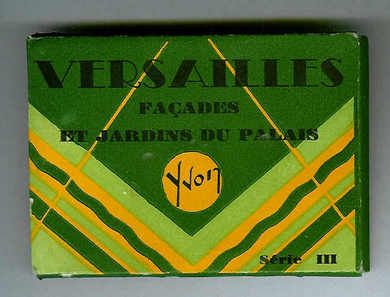 VERSAILLES
FAÇADES
ET JARDINS DU PALAIS
Yvon
Série III